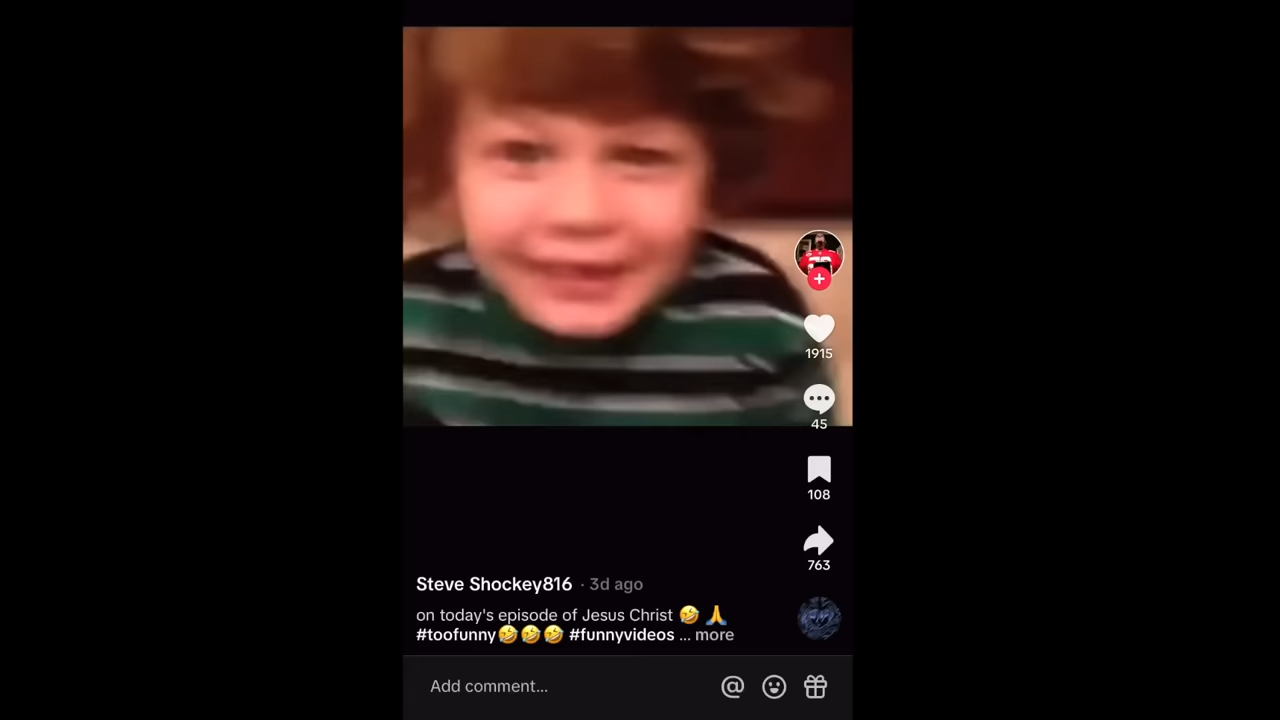 1915
45
108
763
Steve Shockey816 · 3d ago
on today's episode of Jesus Christ 🤣 🙏
#toofunny🤣🤣🤣 #funnyvideos ... more
Add comment...